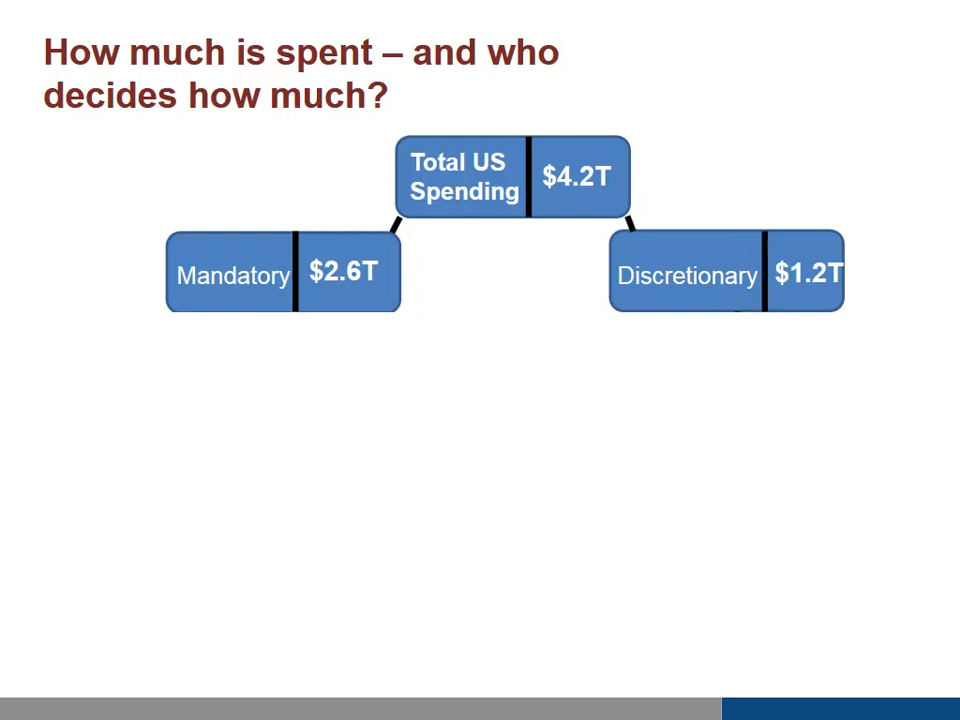 How much is spent – and who
decides how much?
Total US
Spending
$4.2T
Mandatory
$2.6T
Discretionary
$1.2T